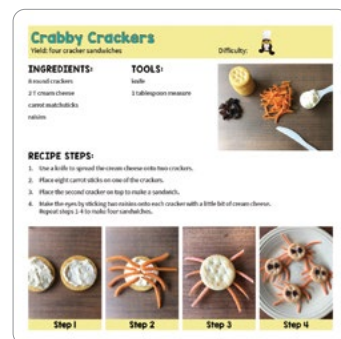 Crabby Crackers
Yield: four cracker sandwiches
Difficulty:
INGREDIENTS:
8 round crackers
2 T cream cheese
carrot matchsticks
raisins
TOOLS:
knife
1 tablespoon measure
RECIPE STEPS:
1. Use a knife to spread the cream cheese onto two crackers.
2. Place eight carrot sticks on one of the crackers.
3. Place the second cracker on top to make a sandwich.
4. Make the eyes by sticking two raisins onto each cracker with a little bit of cream cheese.
Repeat steps 1-4 to make four sandwiches.
Step 1
Step 2
Step 3
Step 4